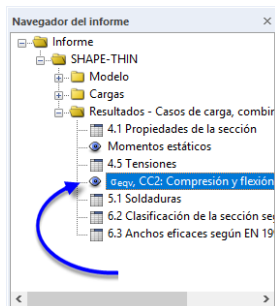 Navegador del informe
Informe
SHAPE-THIN
Modelo
Cargas
Resultados - Casos de carga, combin
4.1 Propiedades de la sección
Momentos estáticos
4.5 Tensiones
σeqv, CC2: Compresión y flexión
5.1 Soldaduras
6.2 Clasificación de la sección seg
6.3 Anchos eficaces según EN 19